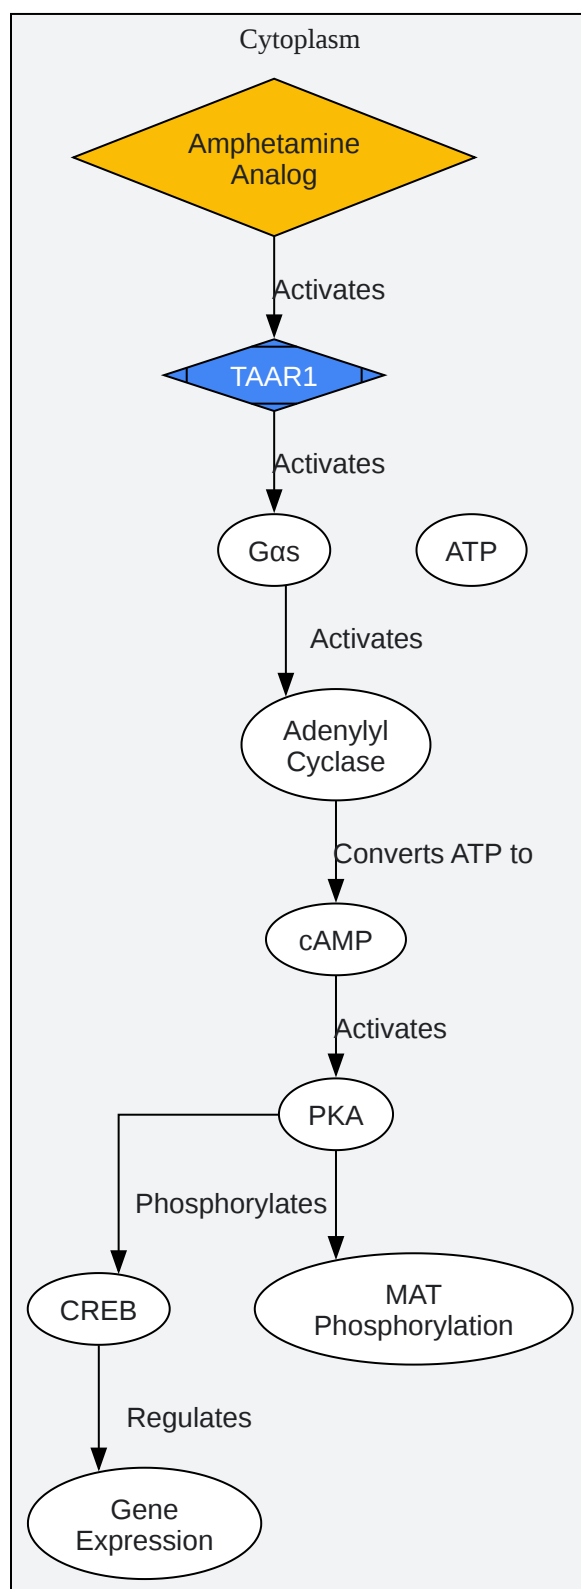 Cytoplasm
Amphetamine
Analog
Activates
TAAR1
Activates
Gαs
ATP
Activates
Adenylyl
Cyclase
Converts ATP to
cAMP
Activates
PKA
Phosphorylates
CREB
MAT
Phosphorylation
Regulates
Gene
Expression